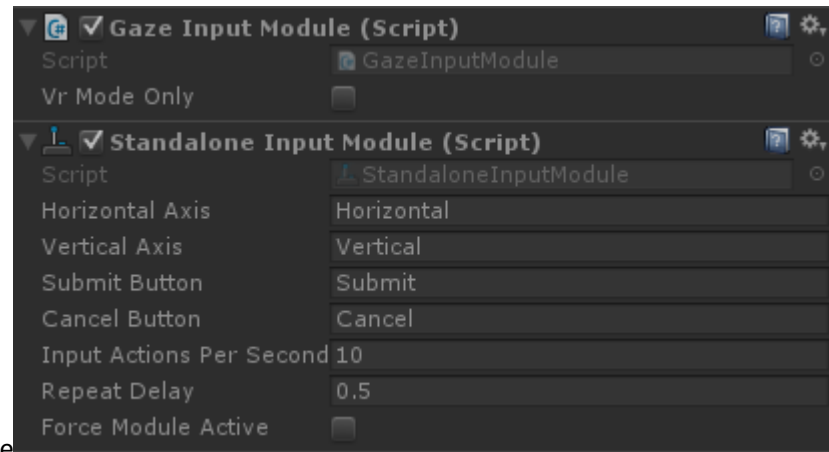 Gaze Input Module (Script)
Script GazeInputModule
Vr Mode Only
Standalone Input Module (Script)
Script StandaloneInputModule
Horizontal Axis Horizontal
Vertical Axis Vertical
Submit Button Submit
Cancel Button Cancel
Input Actions Per Second 10
Repeat Delay 0.5
Force Module Active
e